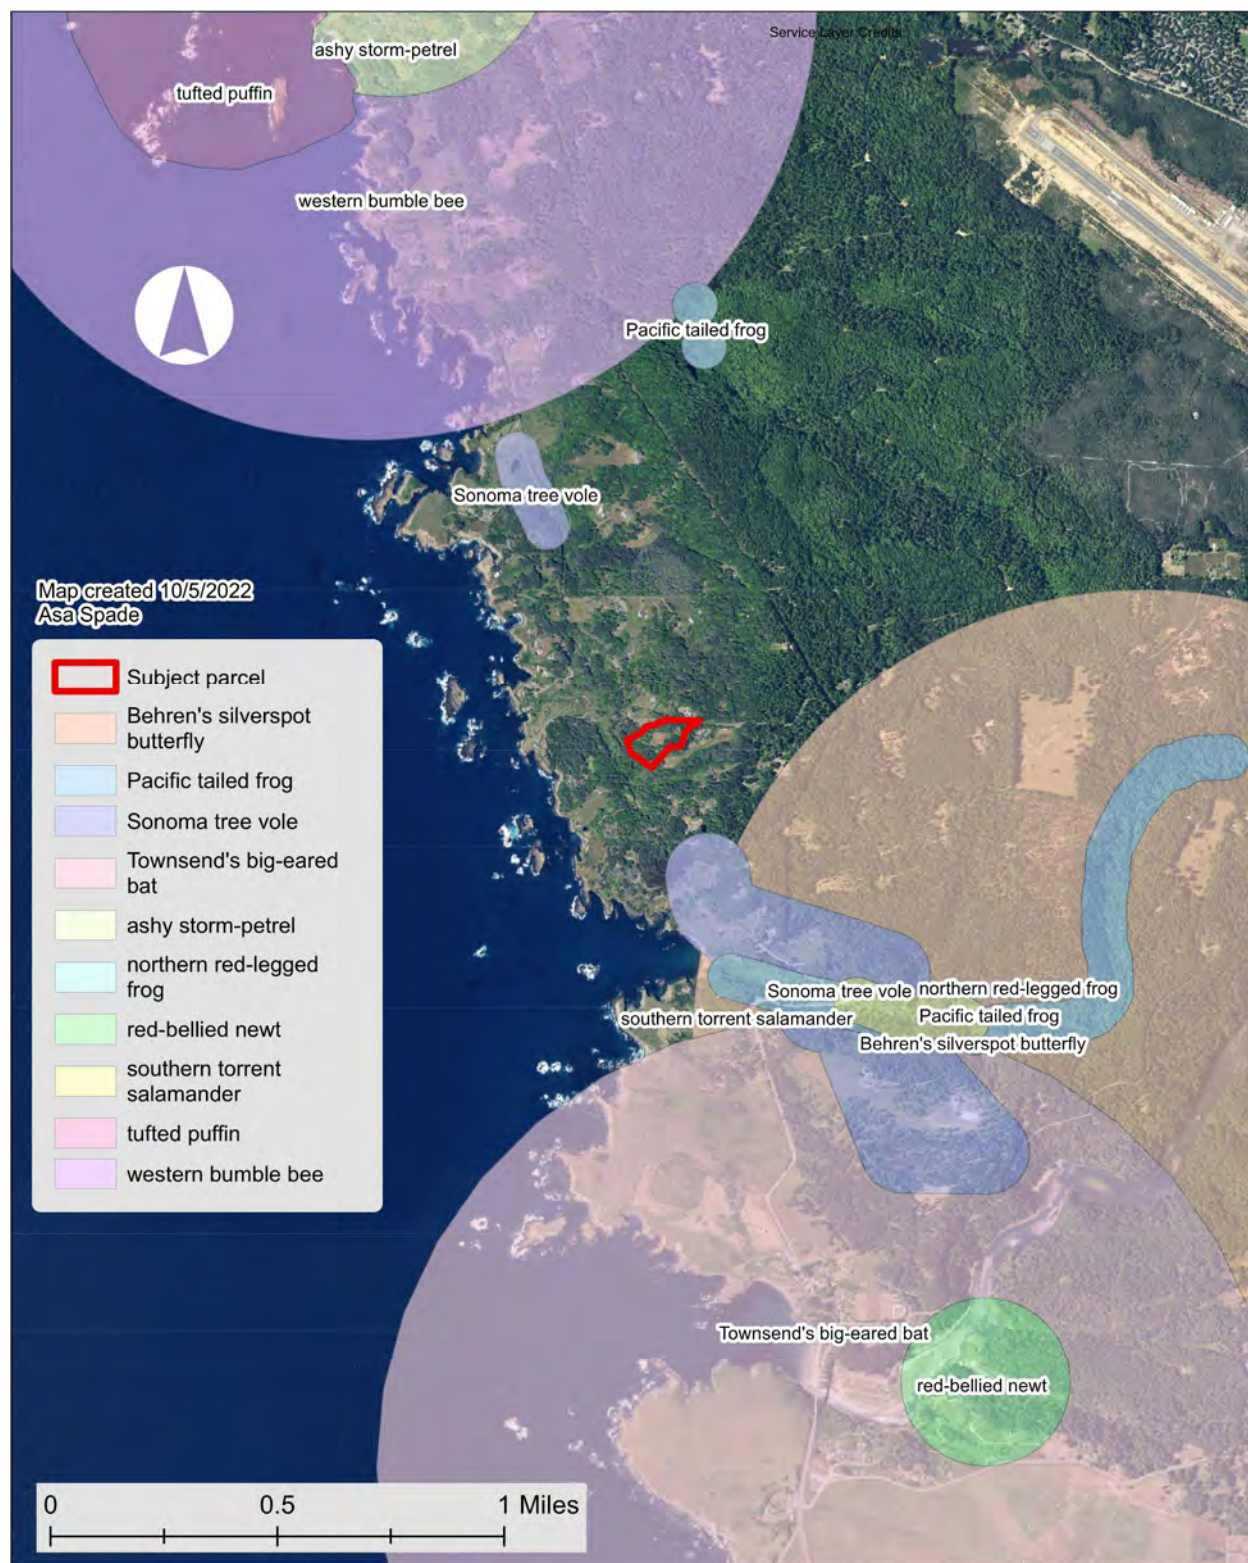 Service Layer Credits
ashy storm-petrel
tufted puffin
western bumble bee
Pacific tailed frog
Sonoma tree vole
Map created 10/5/2022
Asa Spade
Subject parcel
Behren's silverspot
butterfly
Pacific tailed frog
Sonoma tree vole
Townsend's big-eared
bat
ashy storm-petrel
northern red-legged
frog
red-bellied newt
southern torrent
salamander
tufted puffin
western bumble bee
Sonoma tree vole
northern red-legged frog
southern torrent salamander
Pacific tailed frog
Behren's silverspot butterfly
Townsend's big-eared bat
red-bellied newt
0 0.5 1 Miles